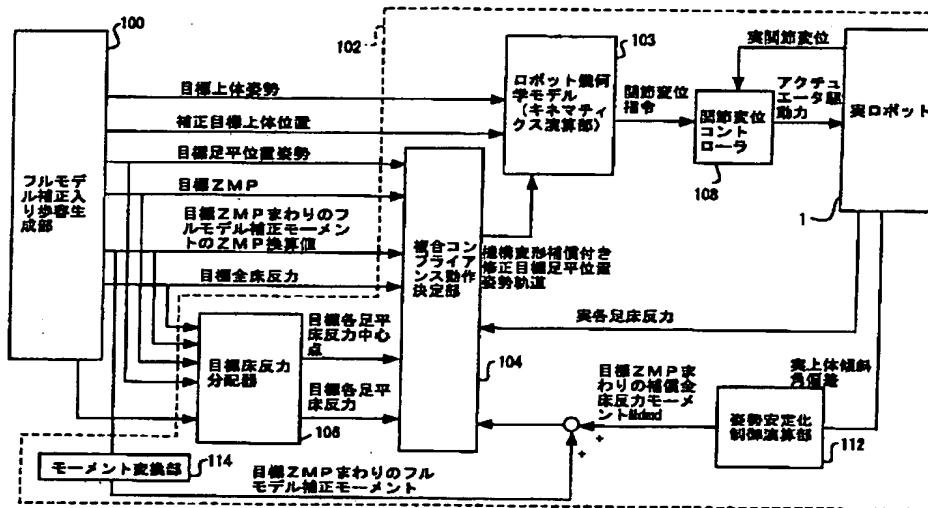 100
フルモデ
ル補正入
り歩容生
成部
102
目標上体姿勢
補正目標上体位置
目標足平位置姿勢
目標ZMP
目標ZMPまわりのフ
ルモデル補正モーメン
トのZMP換算値
目標全床反力
103
ロボット幾何
学モデル
(キネマティ
クス演算部)
関節変位
指令
実関節変位
関節変位
コント
ローラ
108
アクチュ
エータ駆
動力
実ロボット
1
複合コン
プライア
ンス動作
決定部
104
機構変形補償付き
修正目標足平位置
姿勢軌道
実各足床反力
目標床反力
分配器
106
目標各足平
床反力中心
点
目標各足平
床反力
目標ZMPま
わりの補償全
床反力モーメ
ントMdmd
+
+
実上体傾斜
角偏差
姿勢安定化
制御演算部
112
モーメント変換部
114
目標ZMPまわりのフル
モデル補正モーメント